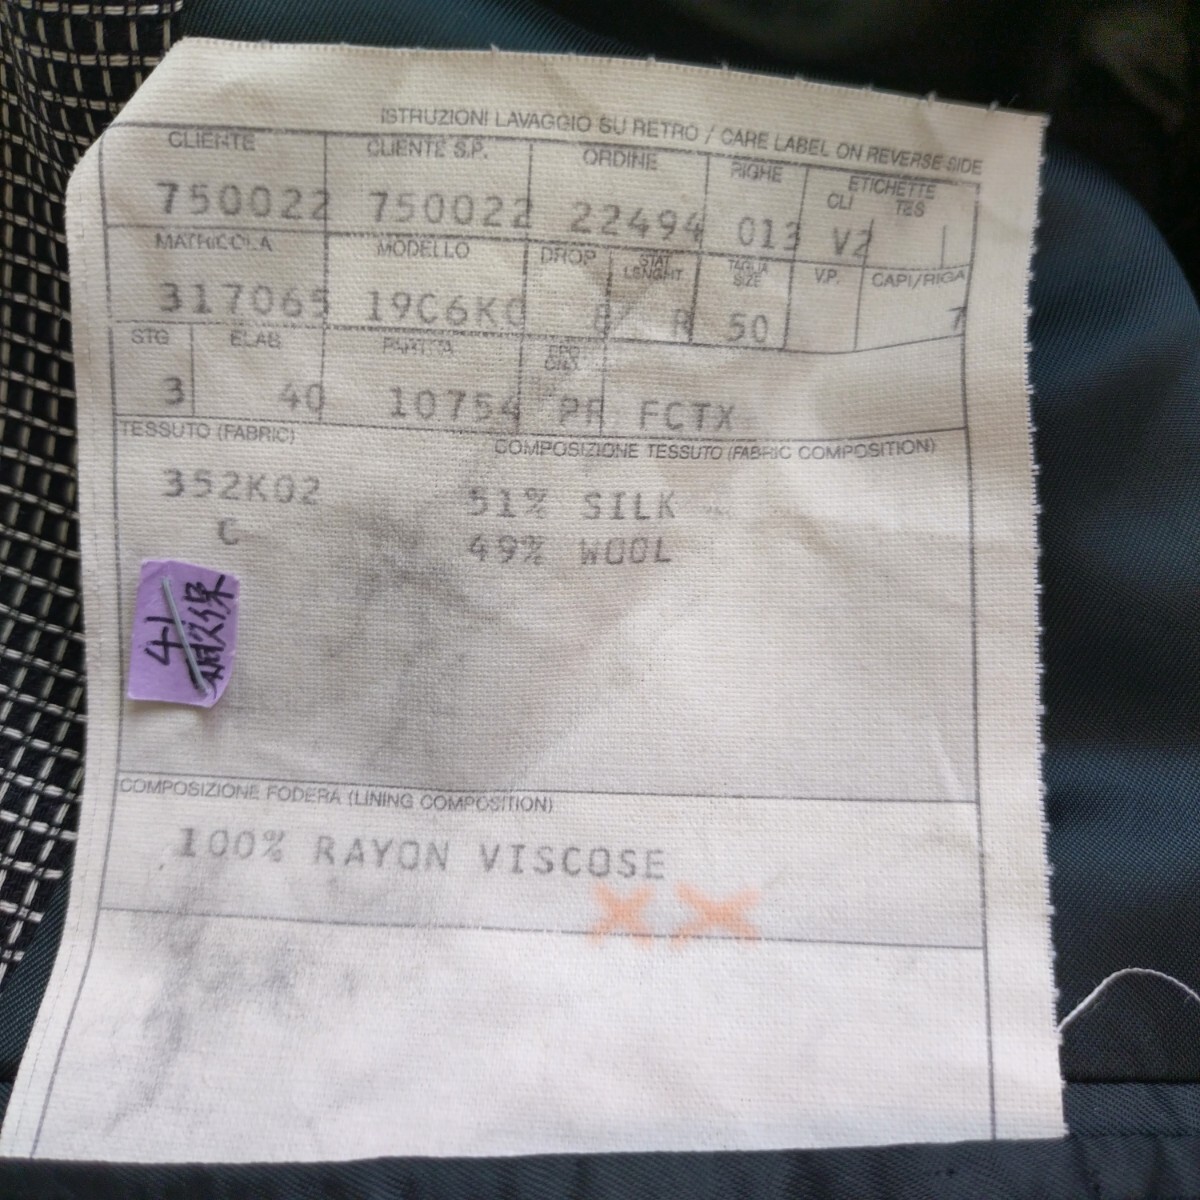 ISTRUZIONI LAVAGGIO SU RETRO / CARE LABEL ON REVERSE SIDE
CLIENTE CLIENTE S.P. ORDINE RIGHE ETICHETTE
CLI TES
750022 750022 22494 013 V2
MATRICOLA MODELLO DROP STAT LENGHT TAGLIA SIZE V.P. CAPI/RIGA
317065 19C6K0 8/ R 50 7
STG ELAB
3 40 10754 PR FCTX
TESSUTO (FABRIC) COMPOSIZIONE TESSUTO (FABRIC COMPOSITION)
352K02 51% SILK
C 49% WOOL
41
COMPOSIZIONE FODERA (LINING COMPOSITION)
100% RAYON VISCOSE
XX